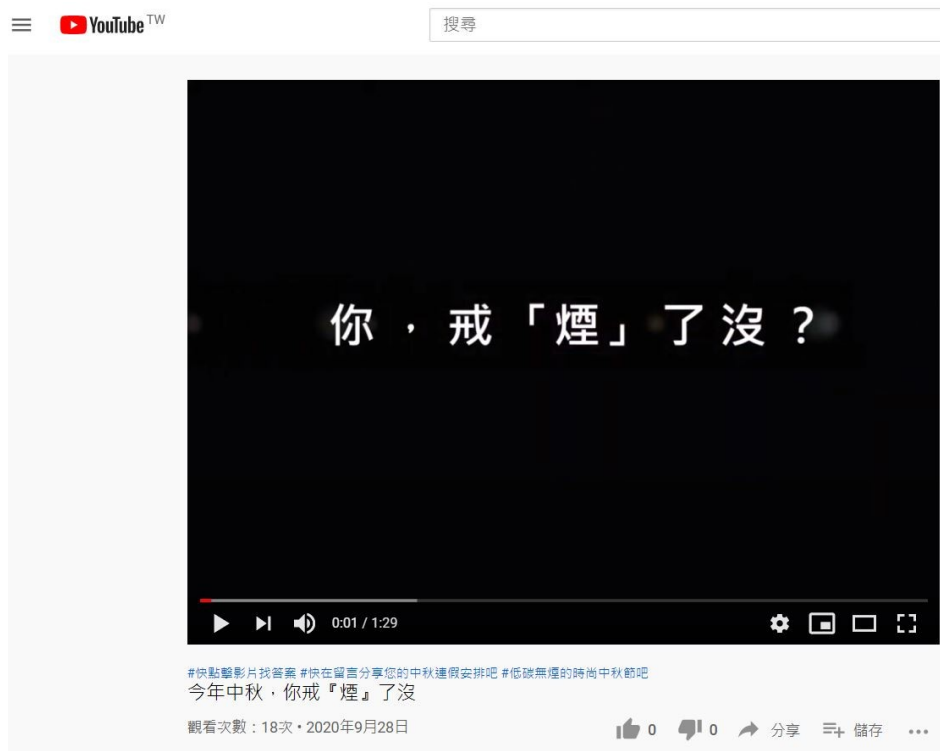 YouTube TW
搜尋
你，戒「煙」了沒？
0:01 / 1:29
#快點擊影片找答案 #快在留言分享您的中秋連假安排吧 #低碳無煙的時尚中秋節吧
今年中秋，你戒『煙』了沒
觀看次數：18次・2020年9月28日
0 0 分享 儲存